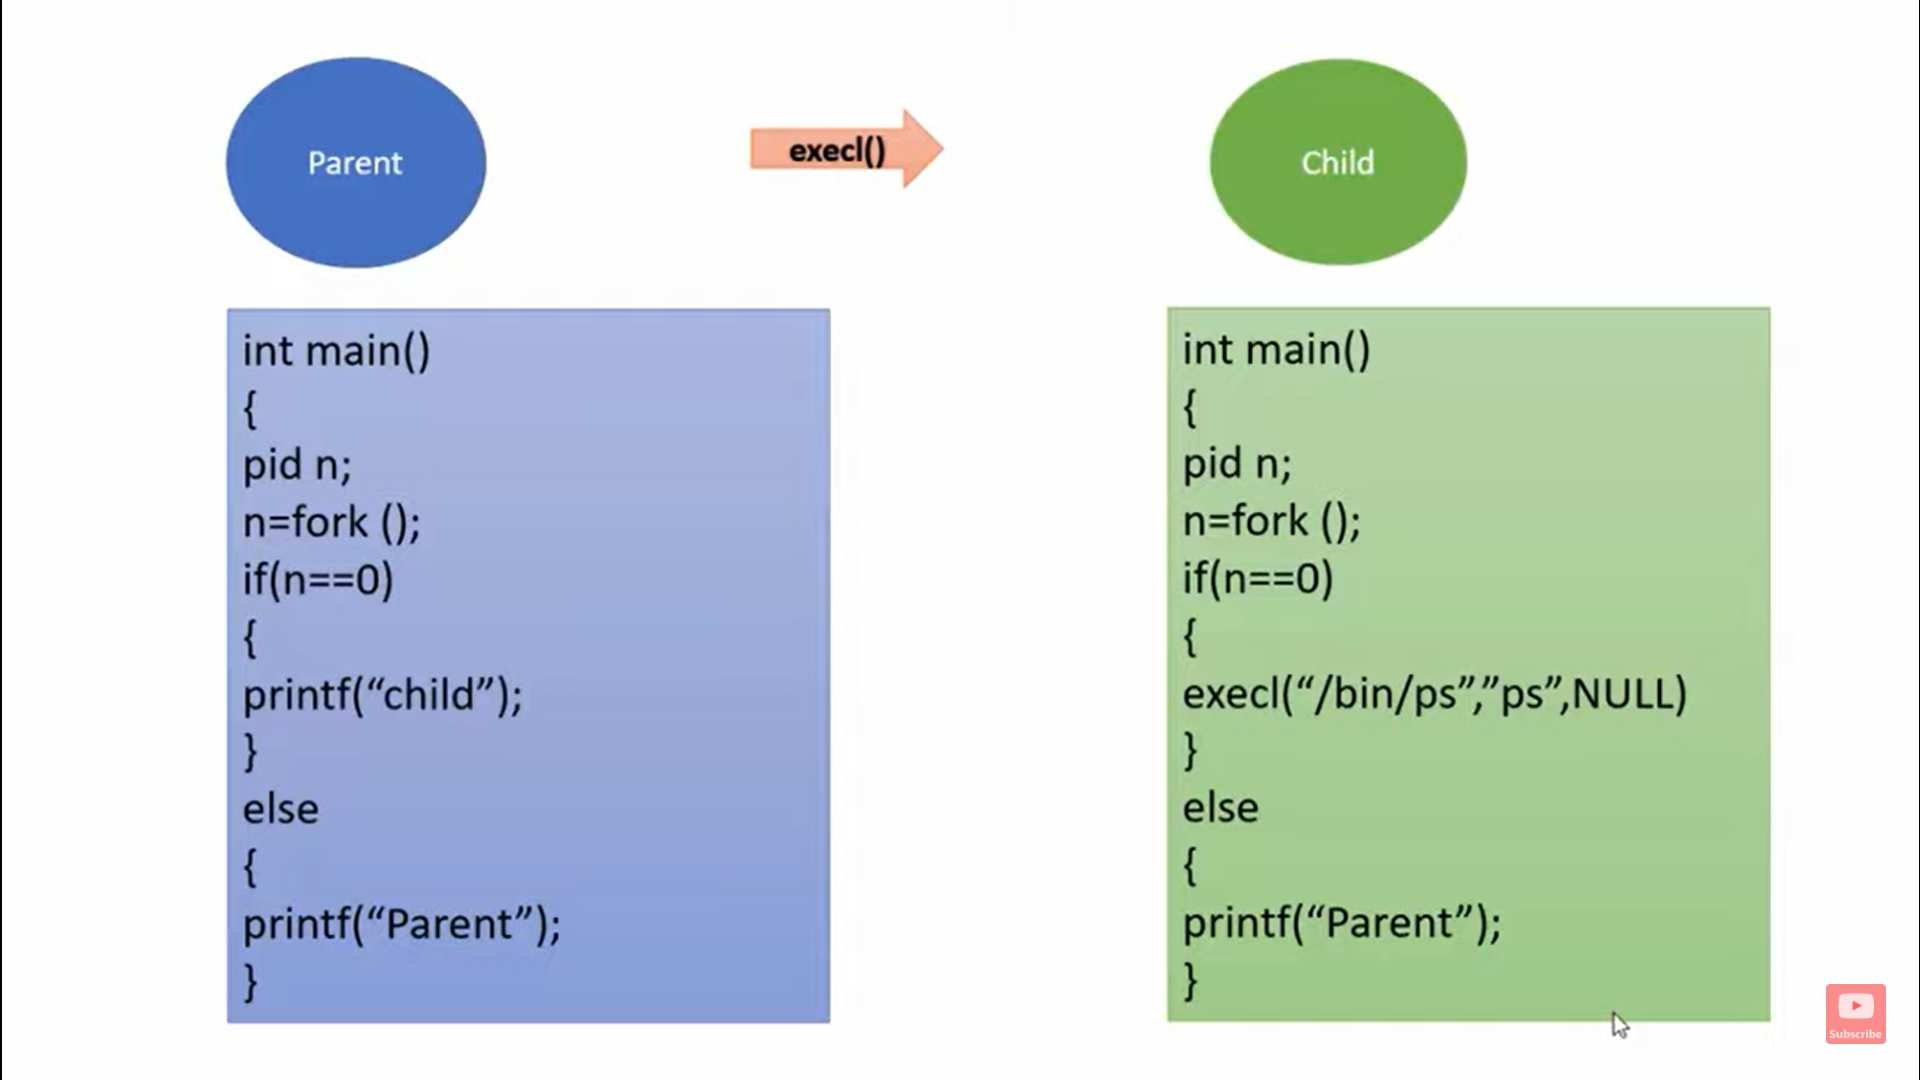 Parent
execl()
Child
int main()
{
pid n;
n=fork ();
if(n==0)
{
printf(“child”);
}
else
{
printf(“Parent”);
}
int main()
{
pid n;
n=fork ();
if(n==0)
{
execl(“/bin/ps”,”ps”,NULL)
}
else
{
printf(“Parent”);
}
Subscribe